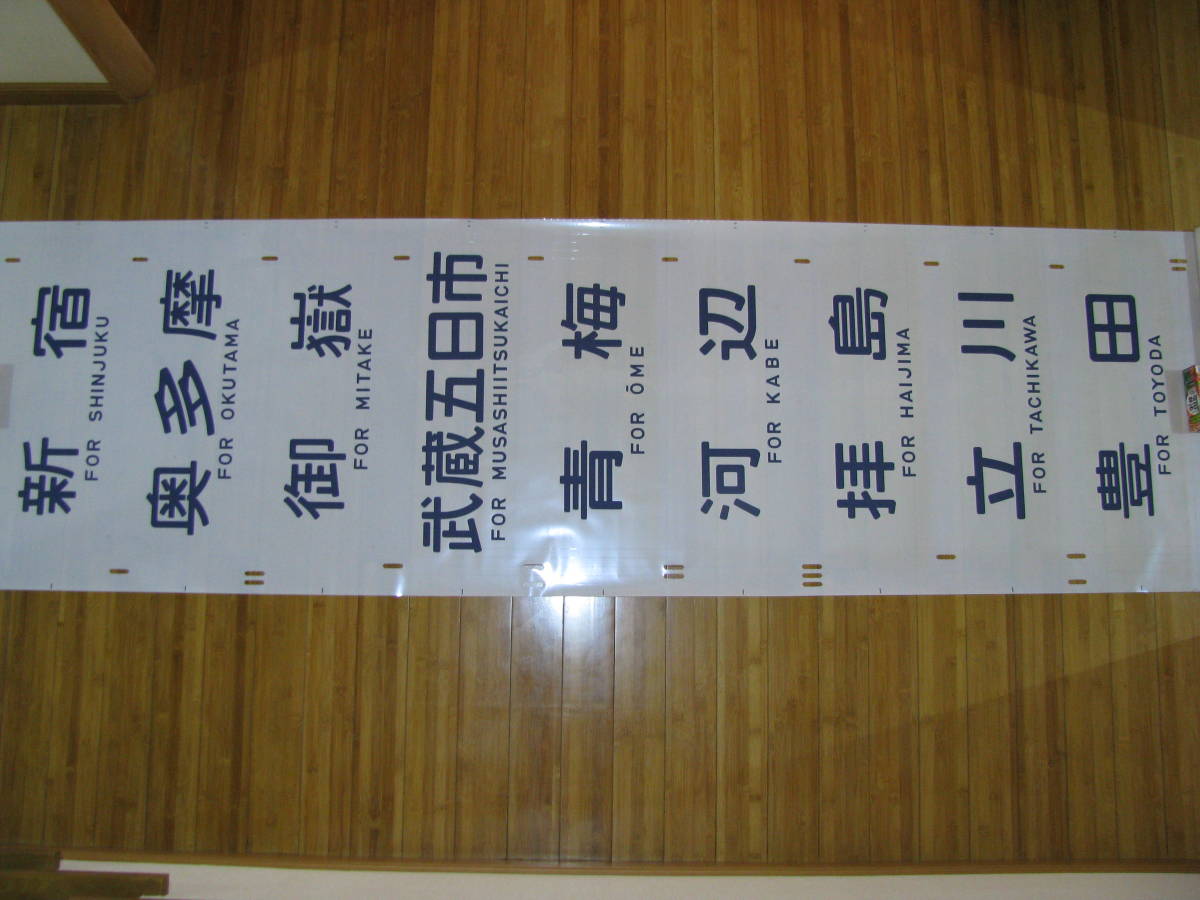 新宿
FOR SHINJUKU
奥多摩
FOR OKUTAMA
御嶽
FOR MITAKE
武蔵五日市
FOR MUSASHIITSUKAICHI
青梅
FOR ŌME
河辺
FOR KABE
拝島
FOR HAIJIMA
立川
FOR TACHIKAWA
豊田
FOR TOYODA